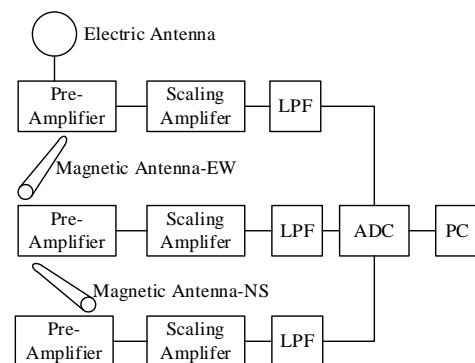 Electric Antenna
Pre-
Amplifier
Scaling
Amplifer
LPF
Magnetic Antenna-EW
Pre-
Amplifier
Scaling
Amplifer
LPF
ADC
PC
Magnetic Antenna-NS
Pre-
Amplifier
Scaling
Amplifer
LPF